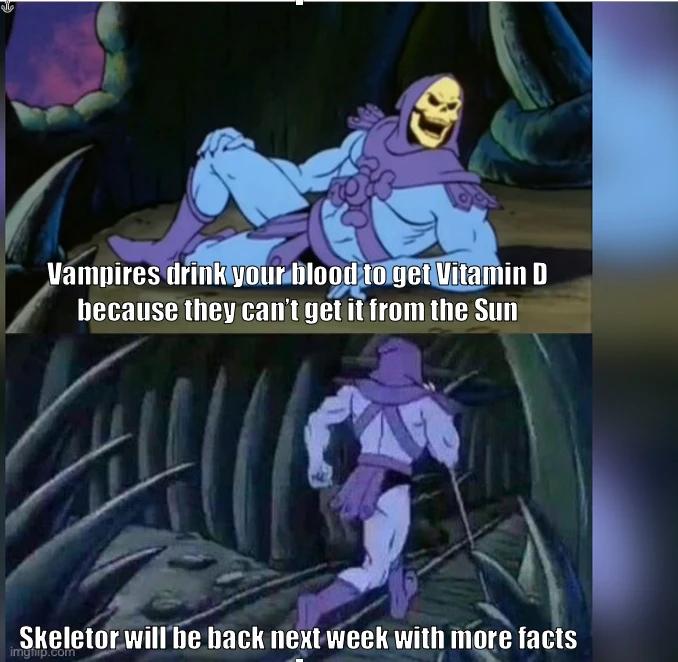 Vampires drink your blood to get Vitamin D
because they can't get it from the Sun
Skeletor will be back next week with more facts
imgflip.com